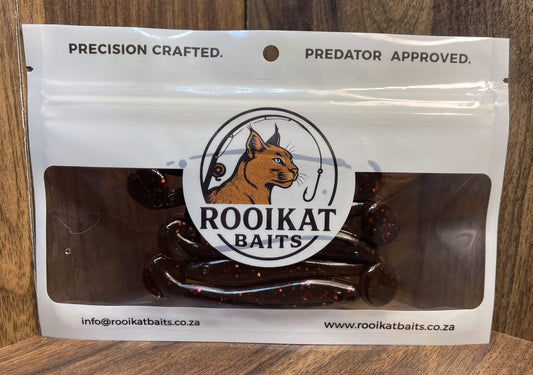 PRECISION CRAFTED.
PREDATOR APPROVED.
ROOIKAT
BAITS
info@rooikatbaits.co.za
www.rooikatbaits.co.za